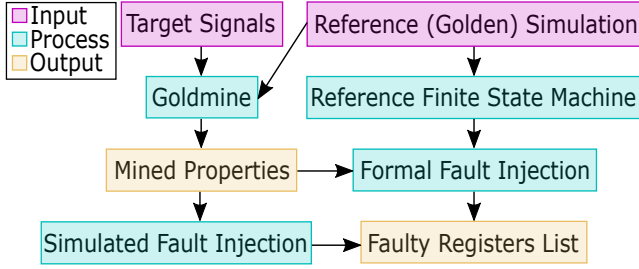 Input
Process
Output
Target Signals
Reference (Golden) Simulation
Goldmine
Reference Finite State Machine
Mined Properties
Formal Fault Injection
Simulated Fault Injection
Faulty Registers List